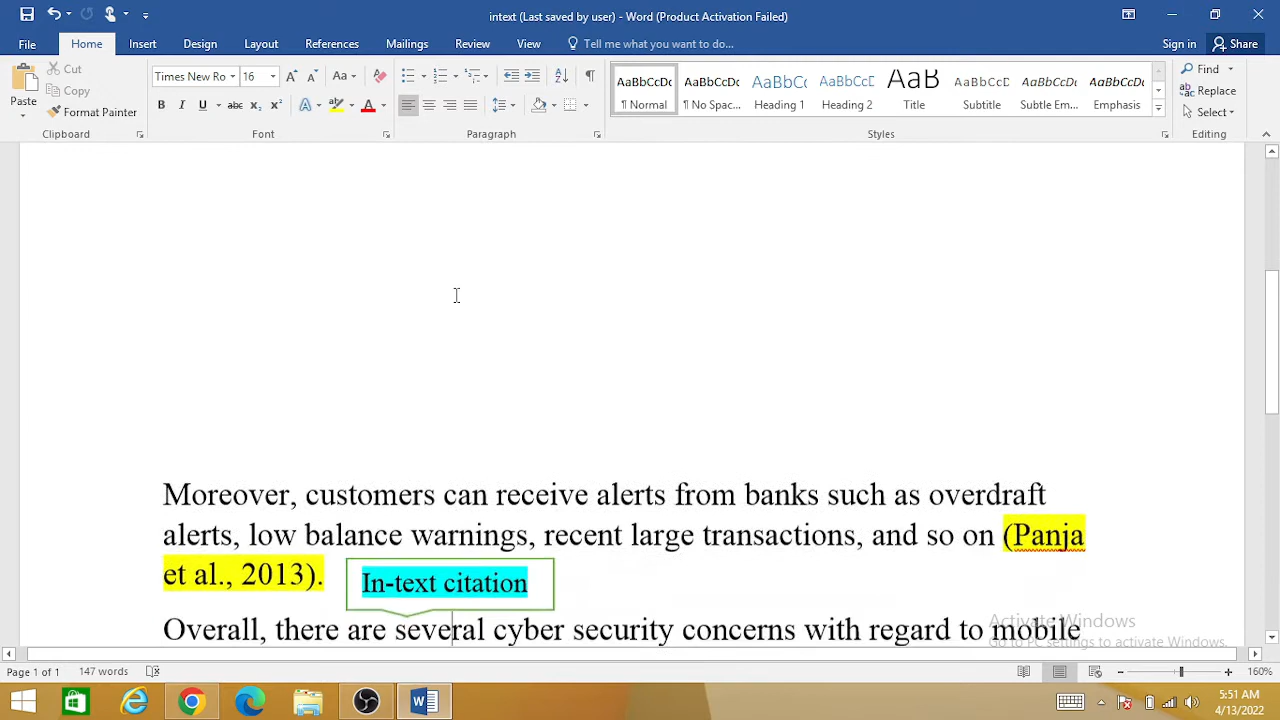 intext (Last saved by user) - Word (Product Activation Failed)
File Home Insert Design Layout References Mailings Review View Tell me what you want to do... Sign in Share
Paste
Cut
Copy
Format Painter
Clipboard
Times New Ro 16
Font
Paragraph
AaBbCcDc AaBbCcDc AaBbCc AaBbCcD AaB AaBbCcD AaBbCcDc AaBbCcDc
¶ Normal ¶ No Spac... Heading 1 Heading 2 Title Subtitle Subtle Em... Emphasis
Styles
Find
Replace
Select
Editing
Moreover, customers can receive alerts from banks such as overdraft
alerts, low balance warnings, recent large transactions, and so on (Panja
et al., 2013).
In-text citation
Overall, there are several cyber security concerns with regard to mobile
Activate Windows
Go to PC settings to activate Windows.
Page 1 of 1 147 words 160%
5:51 AM
4/13/2022